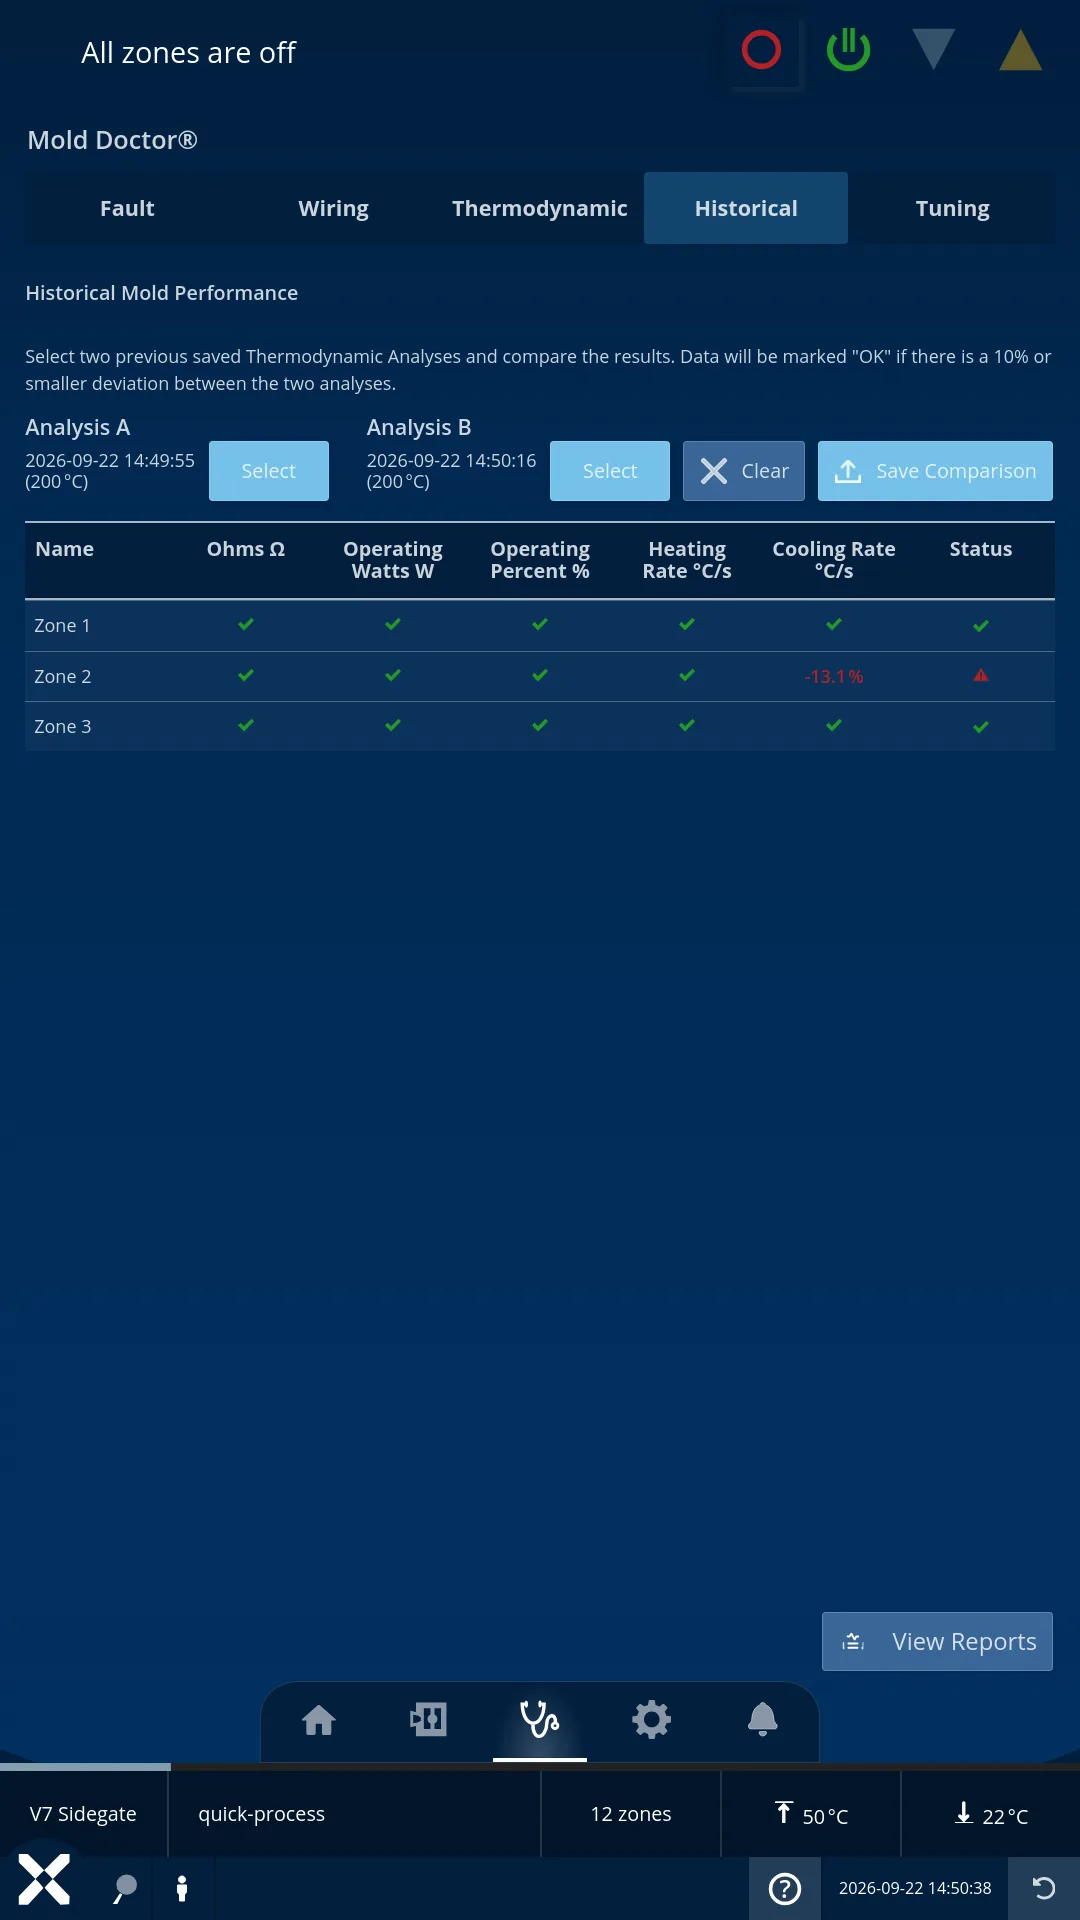 All zones are off
Mold Doctor®
Fault Wiring Thermodynamic Historical Tuning
Historical Mold Performance
Select two previous saved Thermodynamic Analyses and compare the results. Data will be marked "OK" if there is a 10% or
smaller deviation between the two analyses.
Analysis A
2026-09-22 14:49:55
(200 °C)
Select
Analysis B
2026-09-22 14:50:16
(200 °C)
Select
Clear
Save Comparison
Name Ohms Ω Operating Watts W Operating Percent % Heating Rate °C/s Cooling Rate °C/s Status
Zone 1
Zone 2 -13.1 %
Zone 3
View Reports
V7 Sidegate quick-process 12 zones 50 °C 22 °C
2026-09-22 14:50:38